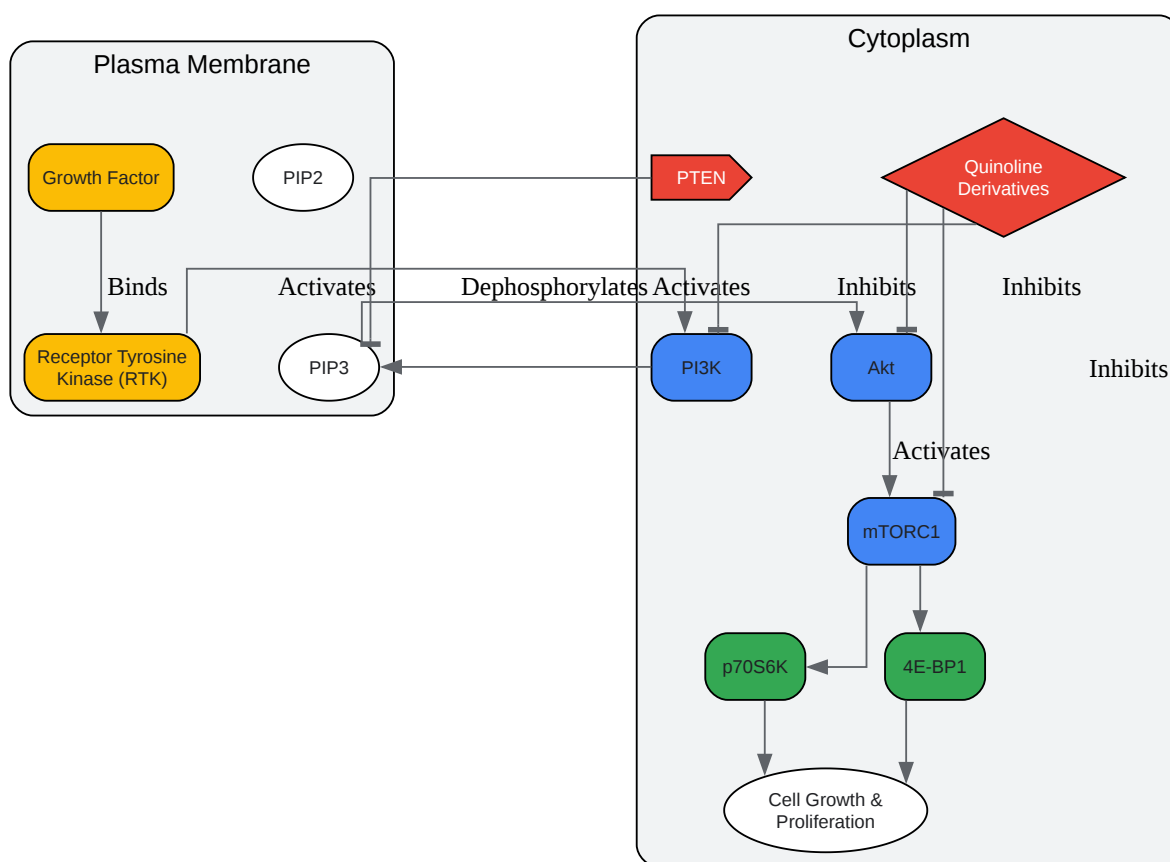 Cytoplasm
Plasma Membrane
Growth Factor
PIP2
PTEN
Quinoline
Derivatives
Binds
Activates
Dephosphorylates
Activates
Inhibits
Inhibits
Receptor Tyrosine
Kinase (RTK)
PIP3
PI3K
Akt
Inhibits
Activates
mTORC1
p70S6K
4E-BP1
Cell Growth &
Proliferation